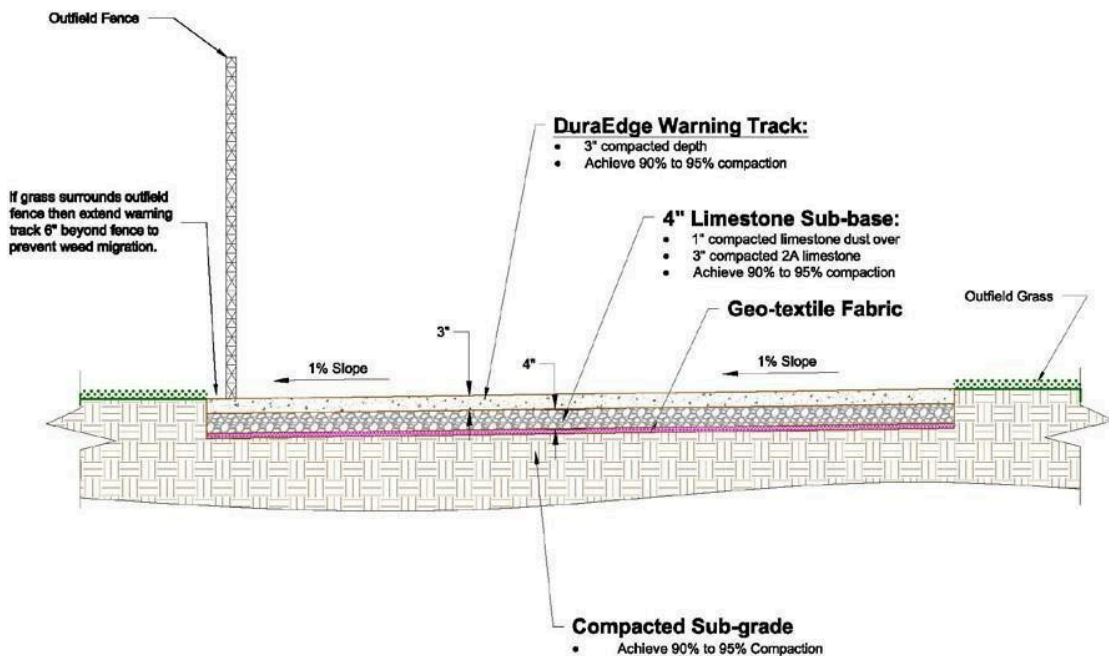 Outfield Fence
DuraEdge Warning Track:
• 3" compacted depth
• Achieve 90% to 95% compaction
If grass surrounds outfield
fence then extend warning
track 6" beyond fence to
prevent weed migration.
4" Limestone Sub-base:
• 1" compacted limestone dust over
• 3" compacted 2A limestone
• Achieve 90% to 95% compaction
Outfield Grass
Geo-textile Fabric
3"
4"
1% Slope
1% Slope
Compacted Sub-grade
• Achieve 90% to 95% Compaction